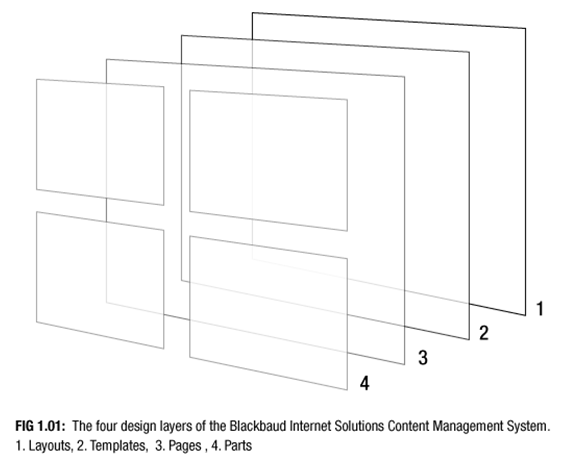 1
2
3
4
FIG 1.01: The four design layers of the Blackbaud Internet Solutions Content Management System.
1. Layouts, 2. Templates,  3. Pages , 4. Parts